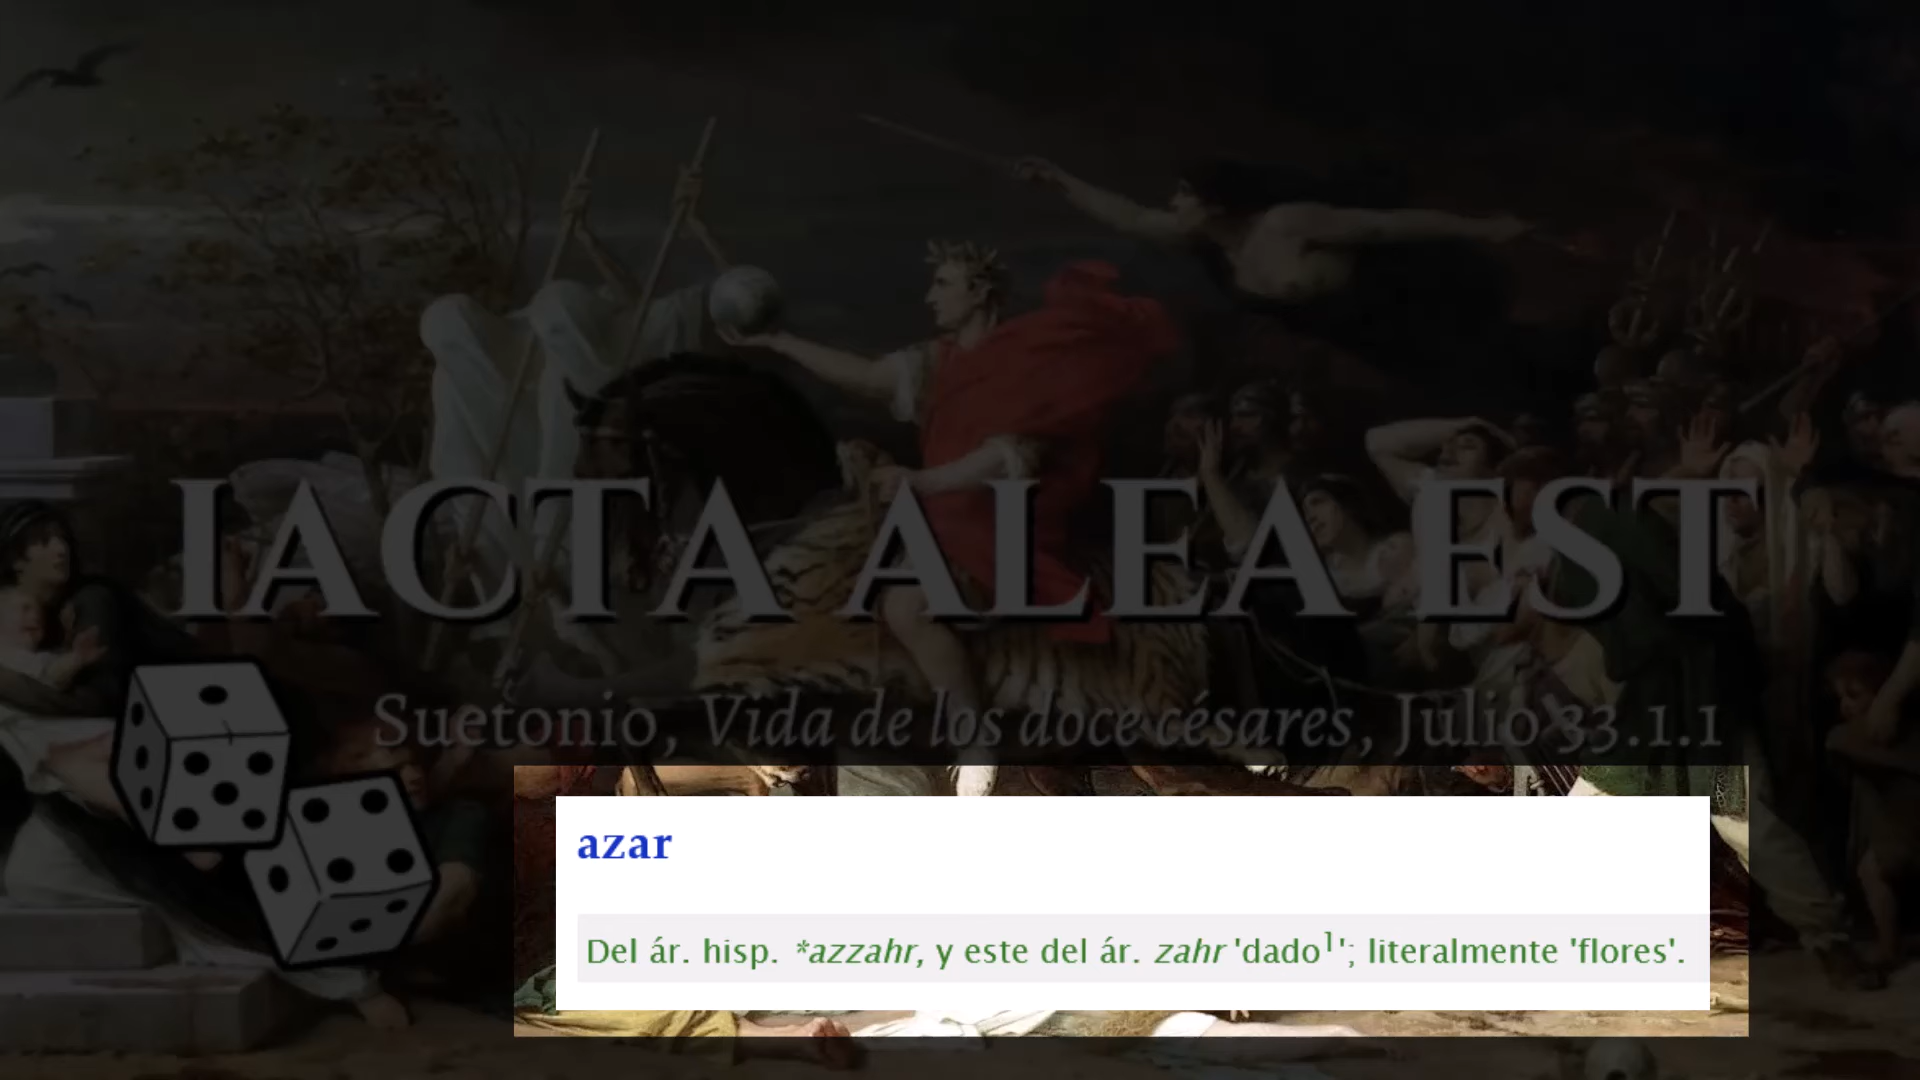 IACTA ALEA EST
Suetonio, Vida de los doce césares, Julio 33.1.1
azar
Del ár. hisp. *azzahr, y este del ár. zahr 'dado¹'; literalmente 'flores'.